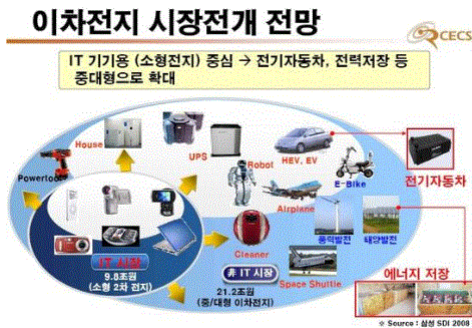 이차전지 시장전개 전망
CECS
IT 기기용 (소형전지) 중심 → 전기자동차, 전력저장 등
중대형으로 확대
House
UPS
Robot
HEV, EV
E-Bike
전기자동차
Powertool
Airplane
풍력발전
태양발전
Cleaner
IT 시장
9.8조원
(소형 2차 전지)
非 IT 시장
21.2조원
(중/대형 이차전지)
Space Shuttle
에너지 저장
☆ Source : 삼성 SDI 2008